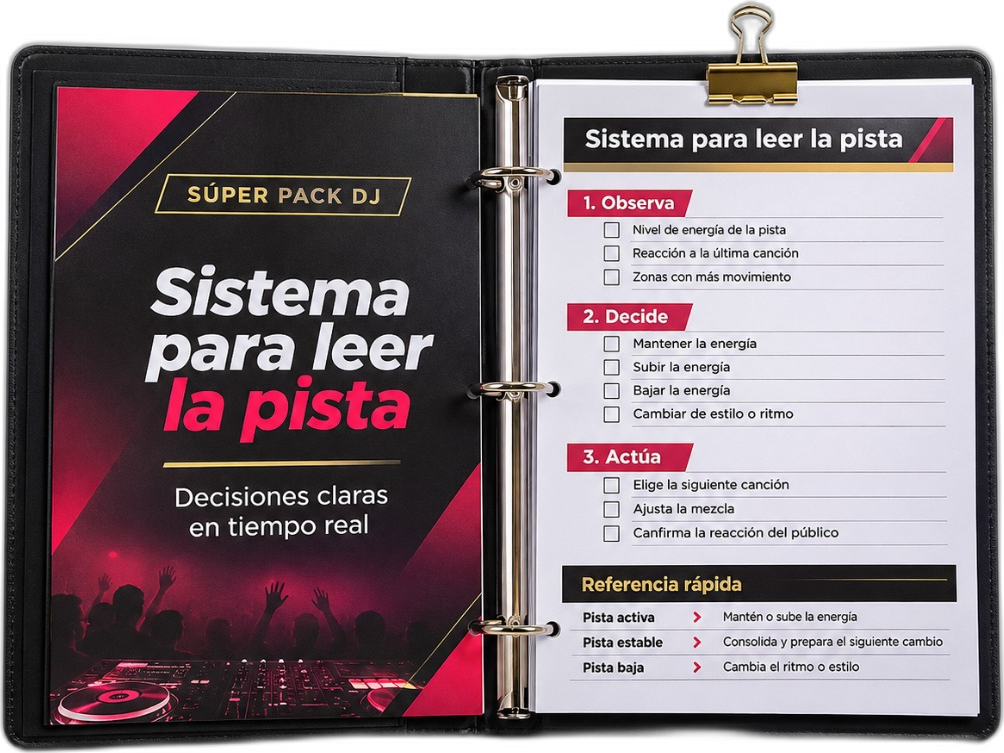 SÚPER PACK DJ
Sistema
para leer
la pista
Decisiones claras
en tiempo real
Sistema para leer la pista
1. Observa
Nivel de energía de la pista
Reacción a la última canción
Zonas con más movimiento
2. Decide
Mantener la energía
Subir la energía
Bajar la energía
Cambiar de estilo o ritmo
3. Actúa
Elige la siguiente canción
Ajusta la mezcla
Canfirma la reacción del público
Referencia rápida
Pista activa > Mantén o sube la energía
Pista estable > Consolida y prepara el siguiente cambio
Pista baja > Cambia el ritmo o estilo